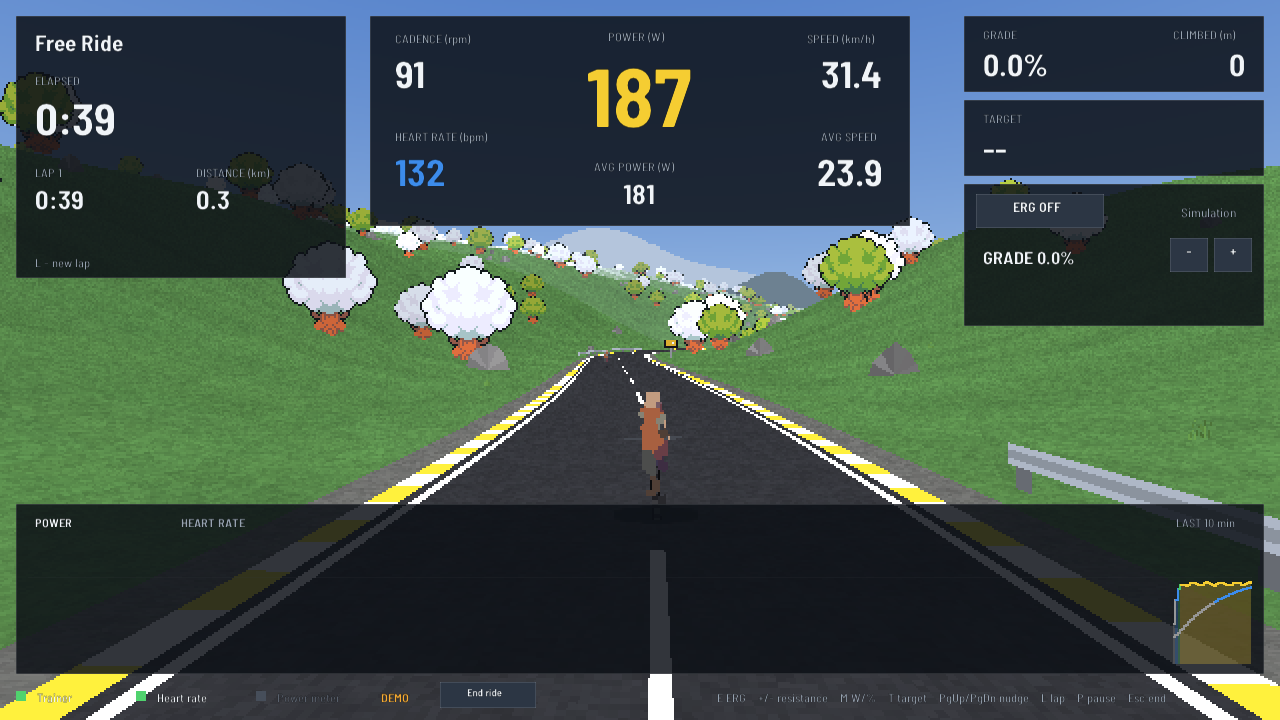 Free Ride
ELAPSED
0:39
LAP 1
DISTANCE (km)
0:39
0.3
L - new lap
CADENCE (rpm)
91
POWER (W)
187
SPEED (km/h)
31.4
HEART RATE (bpm)
132
AVG POWER (W)
181
AVG SPEED
23.9
GRADE
CLIMBED (m)
0.0%
0
TARGET
--
ERG OFF
Simulation
GRADE 0.0%
-
+
POWER
HEART RATE
LAST 10 min
Trainer
Heart rate
Power meter
DEMO
End ride
E ERG +/- resistance M W/% T target PgUp/PgDn nudge L lap P pause Esc end